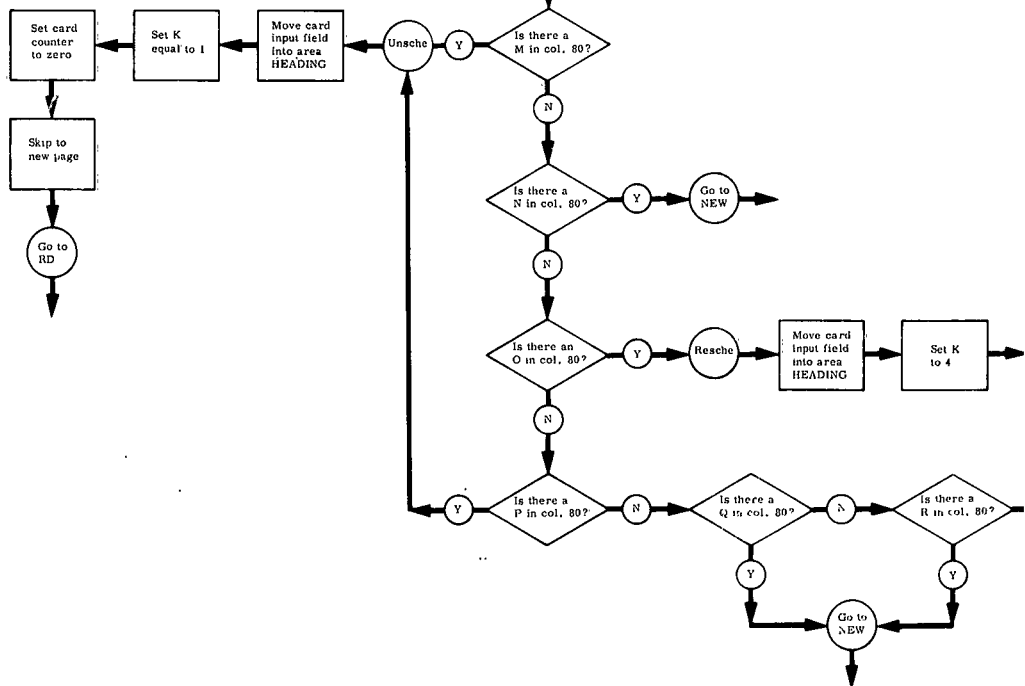 Set card
counter
to zero
Set K
equal to 1
Move card
input field
into area
HEADING
Unsche
Y
Is there a
M in col. 80?
N
Skip to
new page
Go to
RD
Is there a
N in col. 80?
Y
Go to
NEW
N
Is there an
O in col. 80?
Y
Resche
Move card
input field
into area
HEADING
Set K
to 4
N
Y
Is there a
P in col. 80?
N
Is there a
Q in col. 80?
N
Is there a
R in col. 80?
Y
Y
Go to
NEW